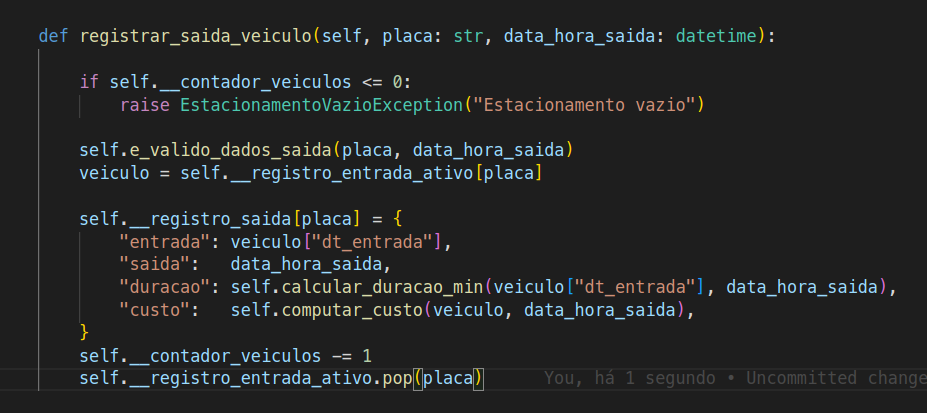 def registrar_saida_veiculo(self, placa: str, data_hora_saida: datetime):
if self.__contador_veiculos <= 0:
raise EstacionamentoVazioException("Estacionamento vazio")
self.e_valido_dados_saida(placa, data_hora_saida)
veiculo = self.__registro_entrada_ativo[placa]
self.__registro_saida[placa] = {
"entrada": veiculo["dt_entrada"],
"saida":   data_hora_saida,
"duracao": self.calcular_duracao_min(veiculo["dt_entrada"], data_hora_saida),
"custo":   self.computar_custo(veiculo, data_hora_saida),
}
self.__contador_veiculos -= 1
self.__registro_entrada_ativo.pop(placa) You, há 1 segundo • Uncommitted change